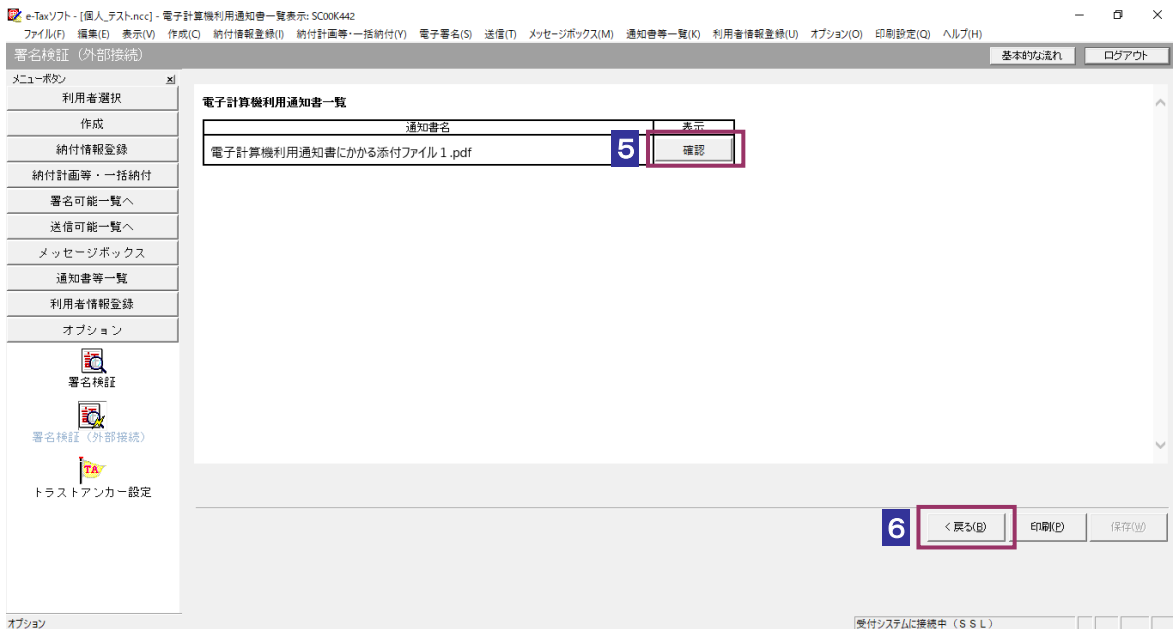 e-Taxソフト - [個人_テスト.ncc] - 電子計算機利用通知書一覧表示: SC00K442
ファイル(F) 編集(E) 表示(V) 作成(C) 納付情報登録(I) 納付計画等・一括納付(Y) 電子署名(S) 送信(T) メッセージボックス(M) 通知書等一覧(K) 利用者情報登録(U) オプション(O) 印刷設定(Q) ヘルプ(H)
署名検証（外部接続）
基本的な流れ
ログアウト
メニューボタン
利用者選択
作成
納付情報登録
納付計画等・一括納付
署名可能一覧へ
送信可能一覧へ
メッセージボックス
通知書等一覧
利用者情報登録
オプション
署名検証
署名検証（外部接続）
TA
トラストアンカー設定
電子計算機利用通知書一覧
通知書名 表示
電子計算機利用通知書にかかる添付ファイル１.pdf
5
確認
6
< 戻る(B)
印刷(P)
保存(W)
オプション
受付システムに接続中（ＳＳＬ）